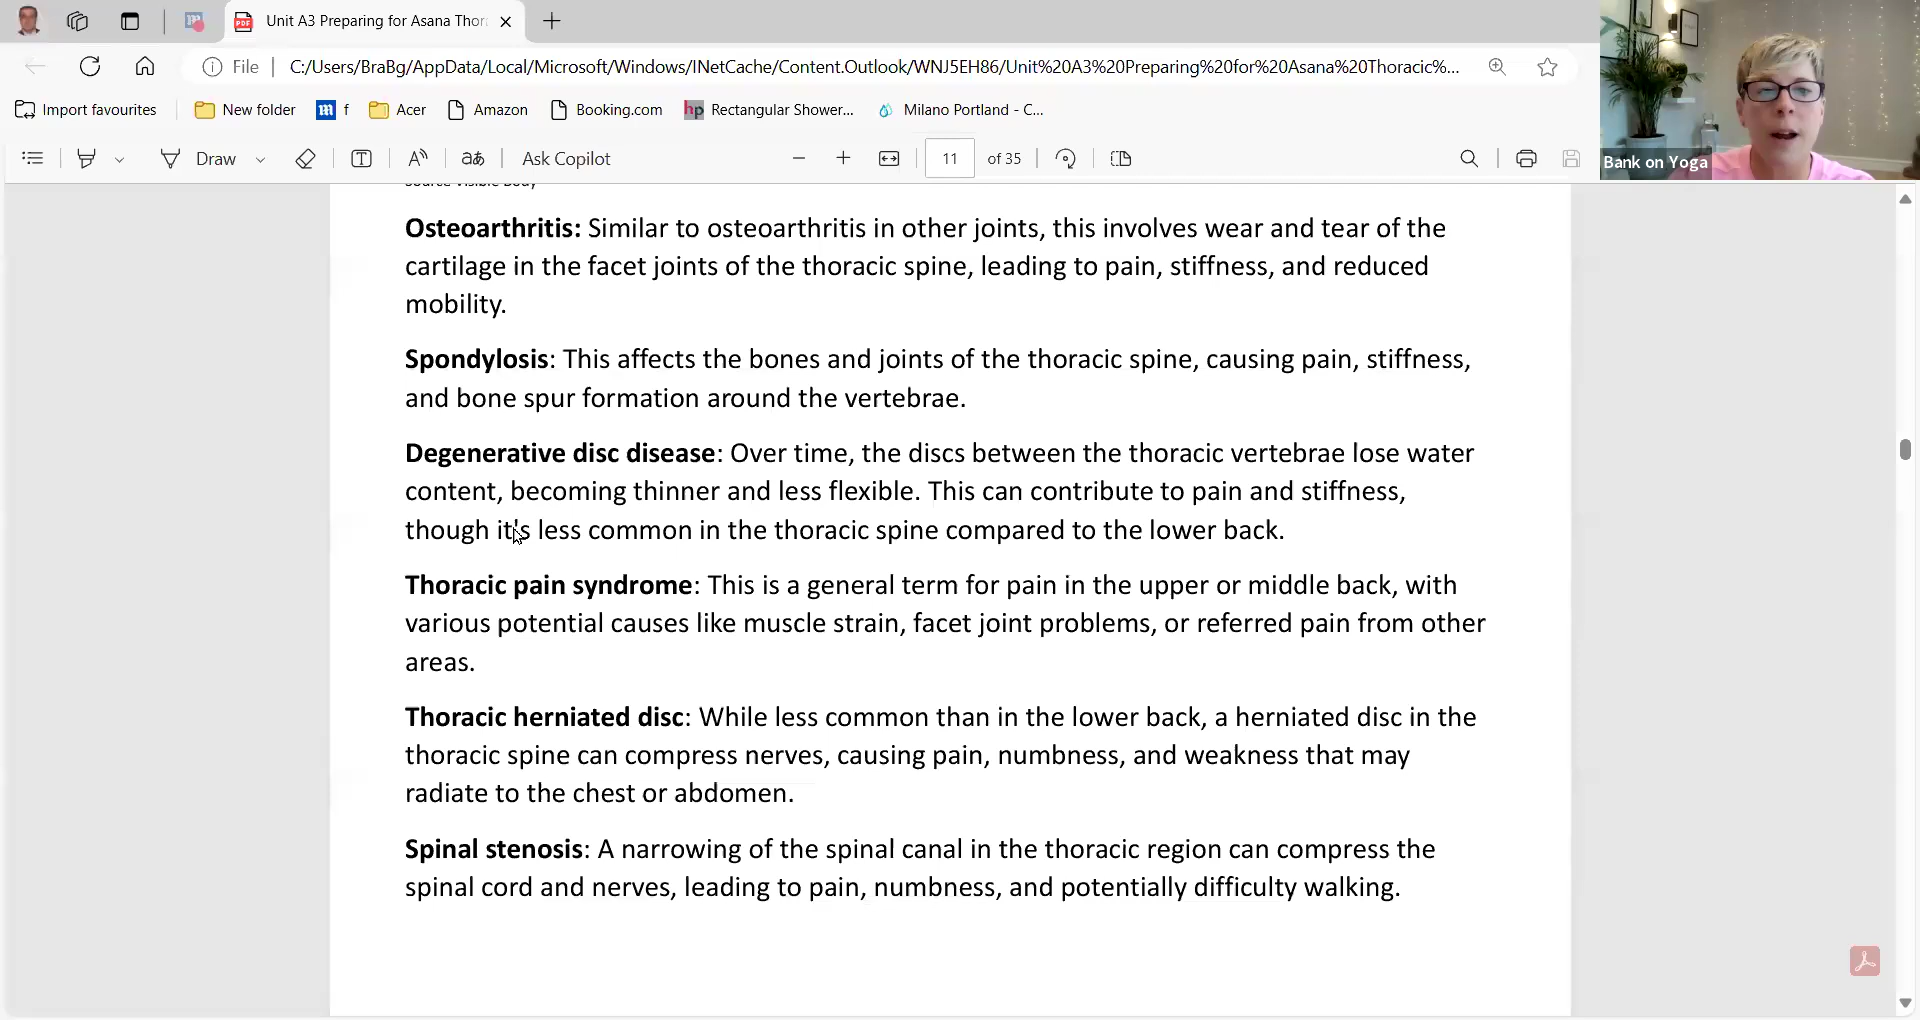 Unit A3 Preparing for Asana Thor
File
C:/Users/BraBg/AppData/Local/Microsoft/Windows/INetCache/Content.Outlook/WNJ5EH86/Unit%20A3%20Preparing%20for%20Asana%20Thoracic%...
Import favourites
New folder
f
Acer
Amazon
Booking.com
Rectangular Shower...
Milano Portland - C...
Draw
Ask Copilot
11 of 35
Bank on Yoga
Source Visible Body
Osteoarthritis: Similar to osteoarthritis in other joints, this involves wear and tear of the
cartilage in the facet joints of the thoracic spine, leading to pain, stiffness, and reduced
mobility.
Spondylosis: This affects the bones and joints of the thoracic spine, causing pain, stiffness,
and bone spur formation around the vertebrae.
Degenerative disc disease: Over time, the discs between the thoracic vertebrae lose water
content, becoming thinner and less flexible. This can contribute to pain and stiffness,
though it's less common in the thoracic spine compared to the lower back.
Thoracic pain syndrome: This is a general term for pain in the upper or middle back, with
various potential causes like muscle strain, facet joint problems, or referred pain from other
areas.
Thoracic herniated disc: While less common than in the lower back, a herniated disc in the
thoracic spine can compress nerves, causing pain, numbness, and weakness that may
radiate to the chest or abdomen.
Spinal stenosis: A narrowing of the spinal canal in the thoracic region can compress the
spinal cord and nerves, leading to pain, numbness, and potentially difficulty walking.